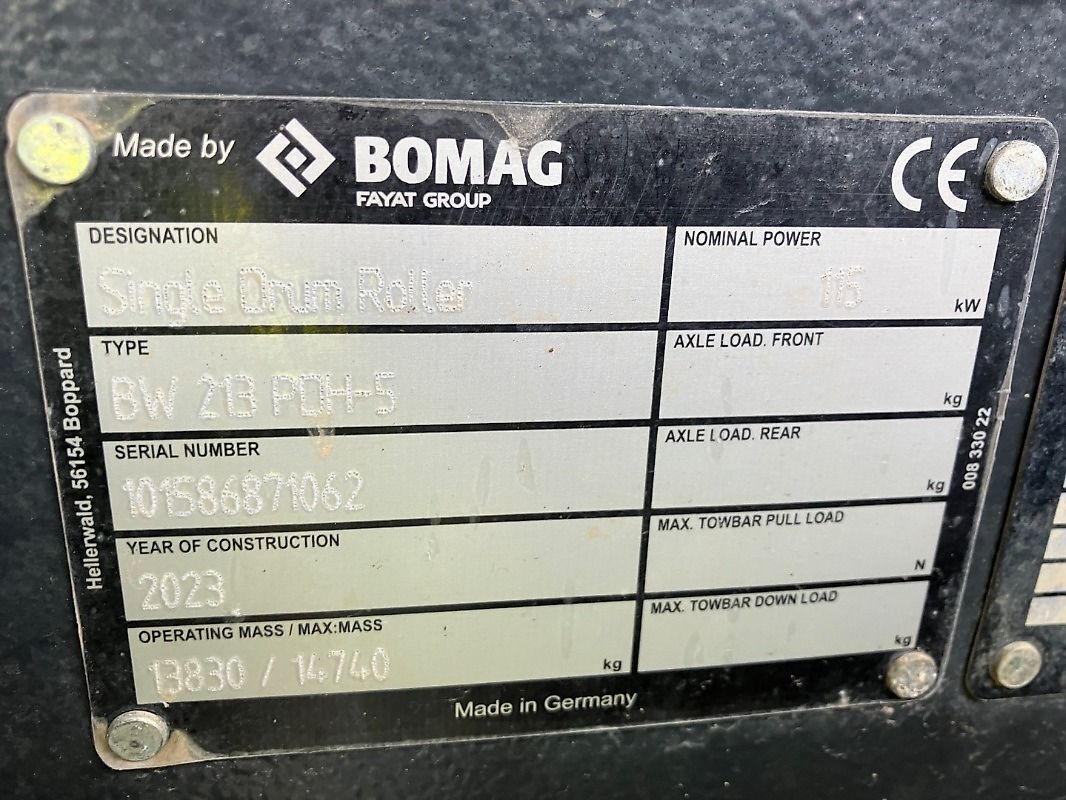 Made by BOMAG
FAYAT GROUP
CE
DESIGNATION
Single Drum Roller
NOMINAL POWER
115 kW
TYPE
BW 213 PDH-5
AXLE LOAD. FRONT
kg
SERIAL NUMBER
101586871062
AXLE LOAD. REAR
kg
YEAR OF CONSTRUCTION
2023
MAX. TOWBAR PULL LOAD
N
OPERATING MASS / MAX:MASS
13830 / 14740 kg
MAX. TOWBAR DOWN LOAD
kg
Made in Germany
Hellerwald, 56154 Boppard
008 330 22